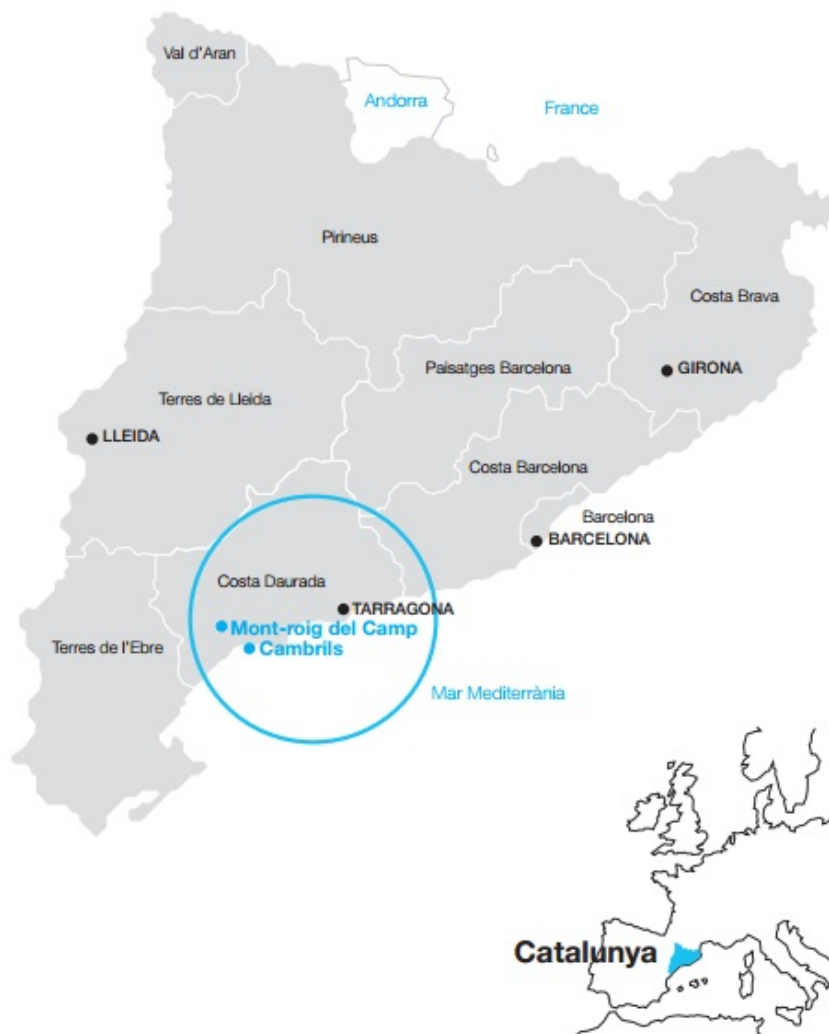 Val d'Aran
Andorra
France
Pirineus
Costa Brava
Paisatges Barcelona
GIRONA
Terres de Lleida
LLEIDA
Costa Barcelona
Barcelona
BARCELONA
Costa Daurada
TARRAGONA
Mont-roig del Camp
Cambrils
Terres de l'Ebre
Mar Mediterrània
Catalunya